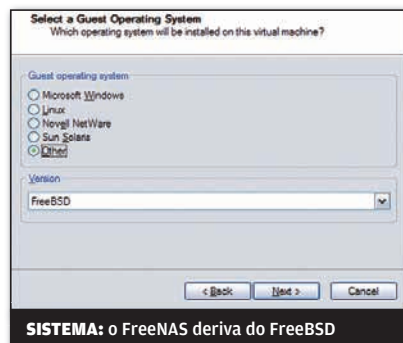 Select a Guest Operating System
Which operating system will be installed on this virtual machine?
Guest operating system
Microsoft Windows
Linux
Novell NetWare
Sun Solaris
Other
Version
FreeBSD
< Back
Next >
Cancel
SISTEMA: o FreeNAS deriva do FreeBSD